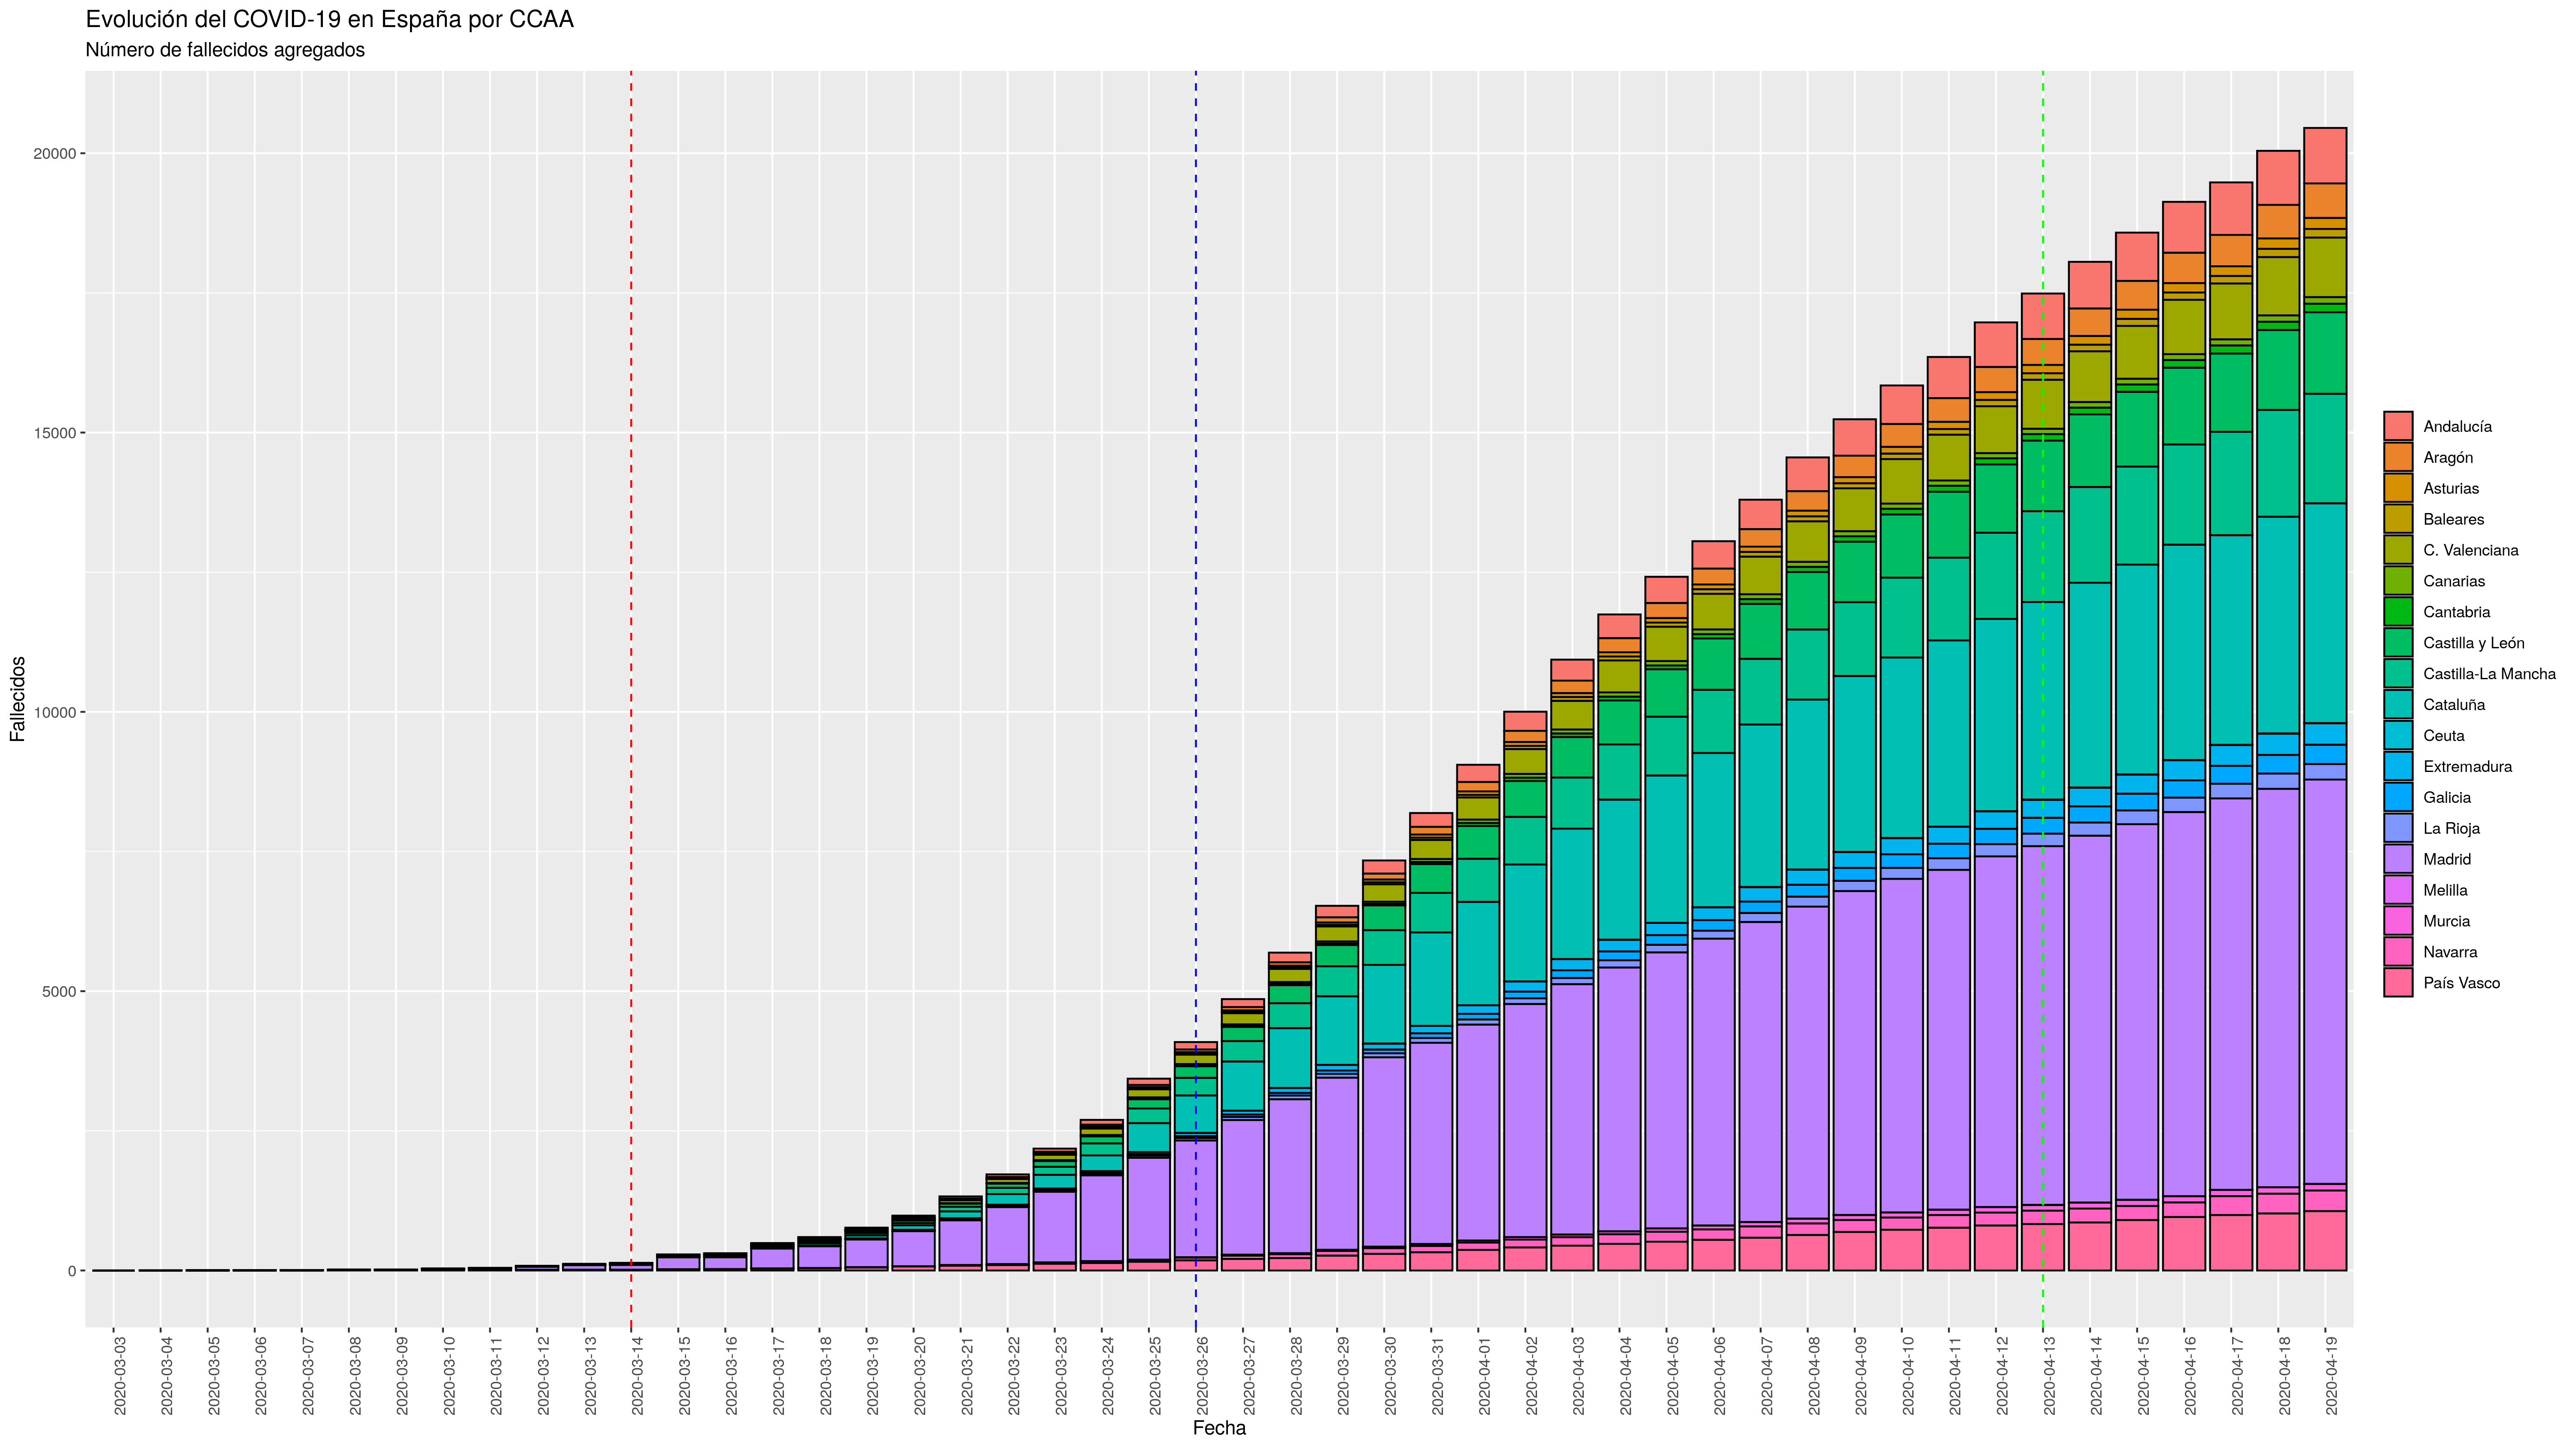 Evolución del COVID-19 en España por CCAA
Número de fallecidos agregados
Fallecidos
20000
15000
10000
5000
0
2020-03-03
2020-03-04
2020-03-05
2020-03-06
2020-03-07
2020-03-08
2020-03-09
2020-03-10
2020-03-11
2020-03-12
2020-03-13
2020-03-14
2020-03-15
2020-03-16
2020-03-17
2020-03-18
2020-03-19
2020-03-20
2020-03-21
2020-03-22
2020-03-23
2020-03-24
2020-03-25
2020-03-26
2020-03-27
2020-03-28
2020-03-29
2020-03-30
2020-03-31
2020-04-01
2020-04-02
2020-04-03
2020-04-04
2020-04-05
2020-04-06
2020-04-07
2020-04-08
2020-04-09
2020-04-10
2020-04-11
2020-04-12
2020-04-13
2020-04-14
2020-04-15
2020-04-16
2020-04-17
2020-04-18
2020-04-19
Fecha
Andalucía
Aragón
Asturias
Baleares
C. Valenciana
Canarias
Cantabria
Castilla y León
Castilla-La Mancha
Cataluña
Ceuta
Extremadura
Galicia
La Rioja
Madrid
Melilla
Murcia
Navarra
País Vasco